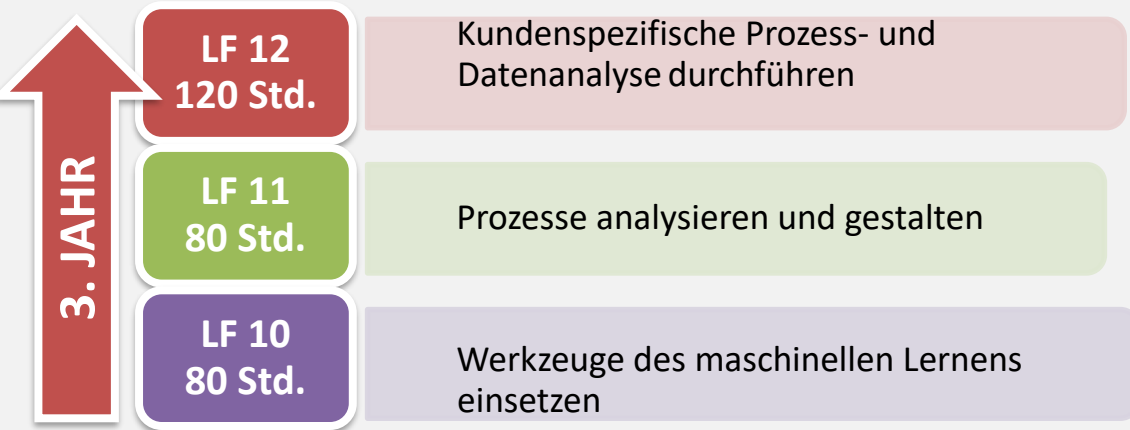 3. JAHR
LF 12
120 Std.
Kundenspezifische Prozess- und
Datenanalyse durchführen
LF 11
80 Std.
Prozesse analysieren und gestalten
LF 10
80 Std.
Werkzeuge des maschinellen Lernens
einsetzen